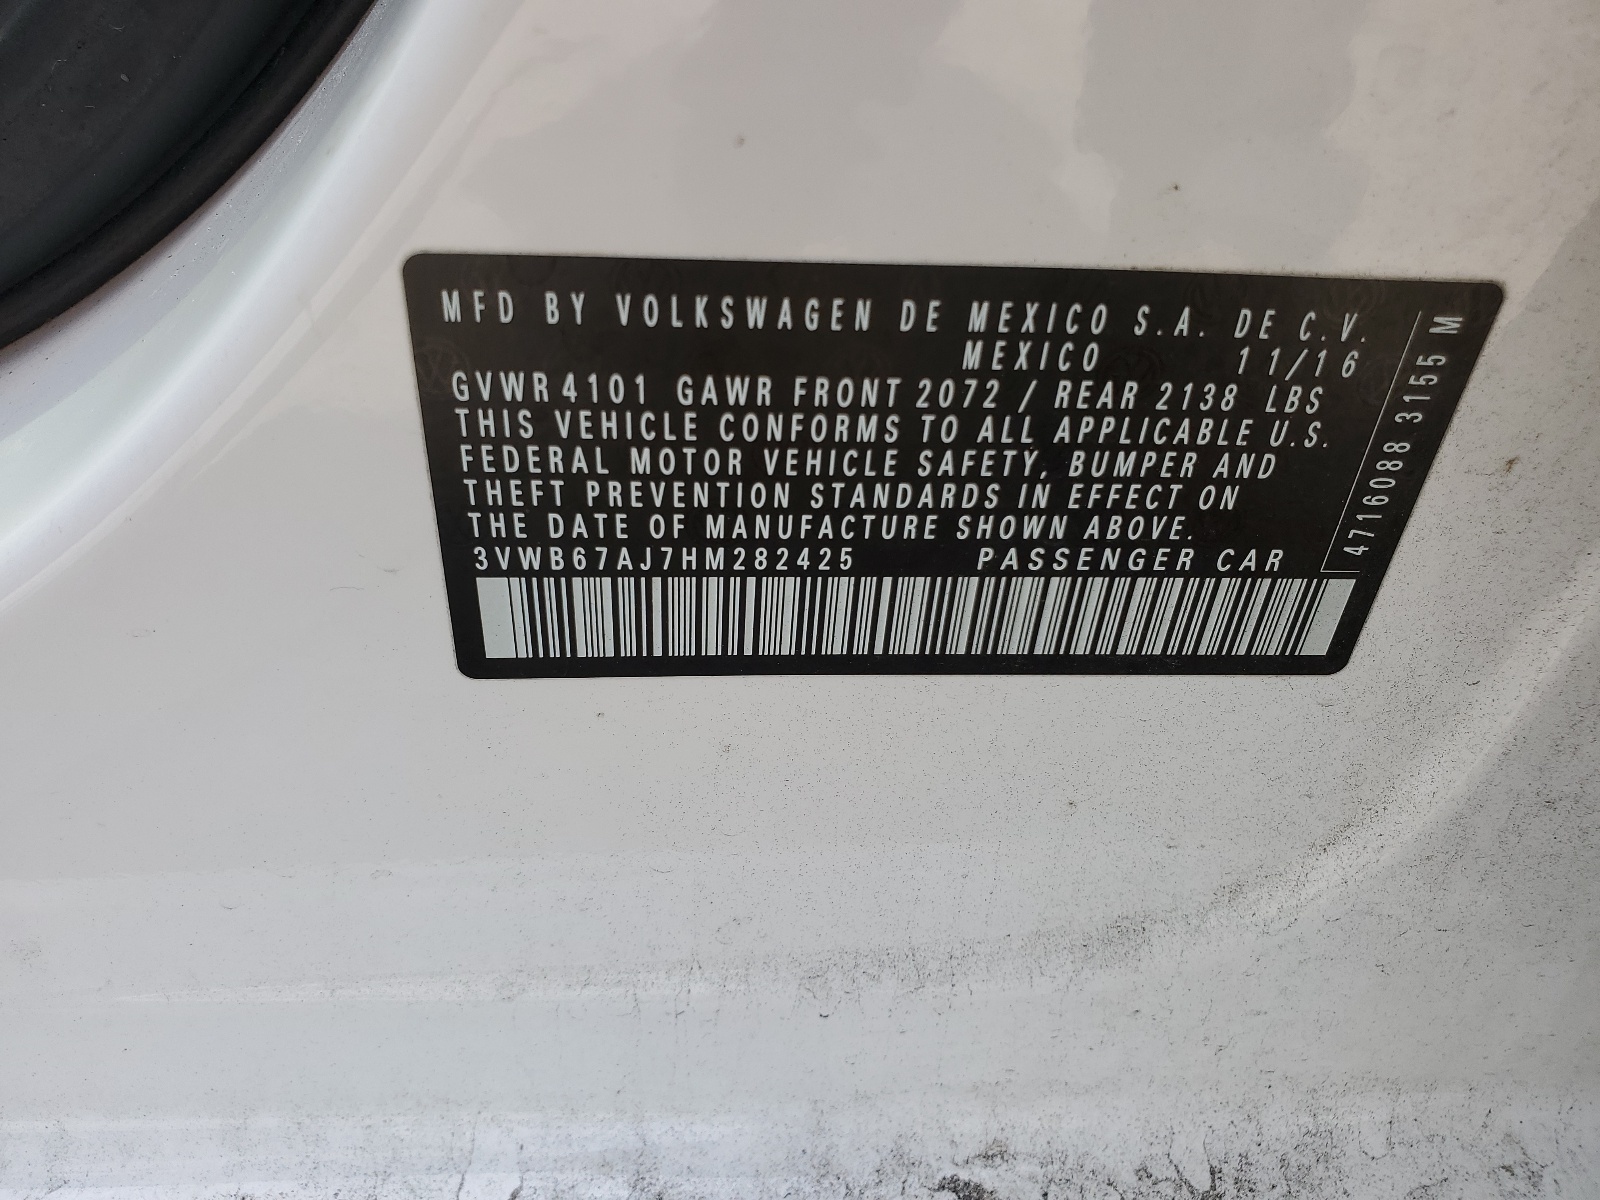 MFD BY VOLKSWAGEN DE MEXICO S.A. DE C.V.
MEXICO 11/16
GVWR 4101 GAWR FRONT 2072 / REAR 2138 LBS
THIS VEHICLE CONFORMS TO ALL APPLICABLE U.S.
FEDERAL MOTOR VEHICLE SAFETY, BUMPER AND
THEFT PREVENTION STANDARDS IN EFFECT ON
THE DATE OF MANUFACTURE SHOWN ABOVE.
3VWB67AJ7HM282425 PASSENGER CAR
4716088 3155 M